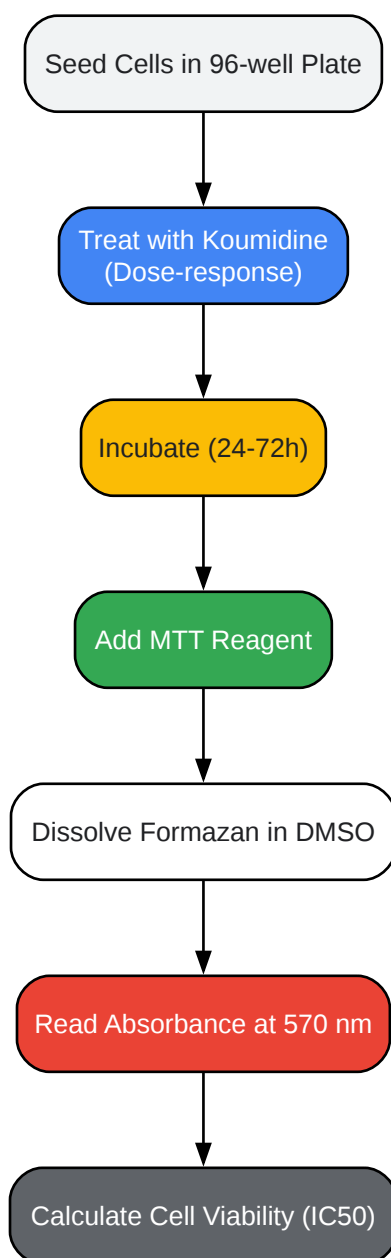 Seed Cells in 96-well Plate
Treat with Koumidine
(Dose-response)
Incubate (24-72h)
Add MTT Reagent
Dissolve Formazan in DMSO
Read Absorbance at 570 nm
Calculate Cell Viability (IC50)